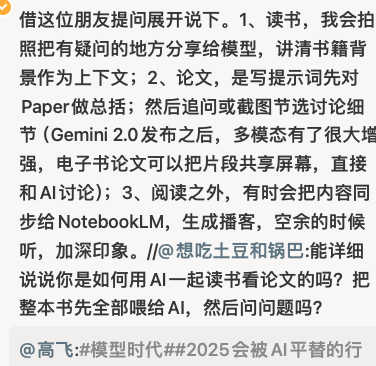 借这位朋友提问展开说下。1、读书，我会拍
照把有疑问的地方分享给模型，讲清书籍背
景作为上下文；2、论文，是写提示词先对
Paper做总括；然后追问或截图节选讨论细
节（Gemini 2.0发布之后，多模态有了很大增
强，电子书论文可以把片段共享屏幕，直接
和AI讨论)；3、阅读之外，有时会把内容同
步给NotebookLM，生成播客，空余的时候
听，加深印象。//@想吃土豆和锅巴:能详细
说说你是如何用AI一起读书看论文的吗？把
整本书先全部喂给AI，然后问问题吗？
@高飞:#模型时代##2025会被AI平替的行